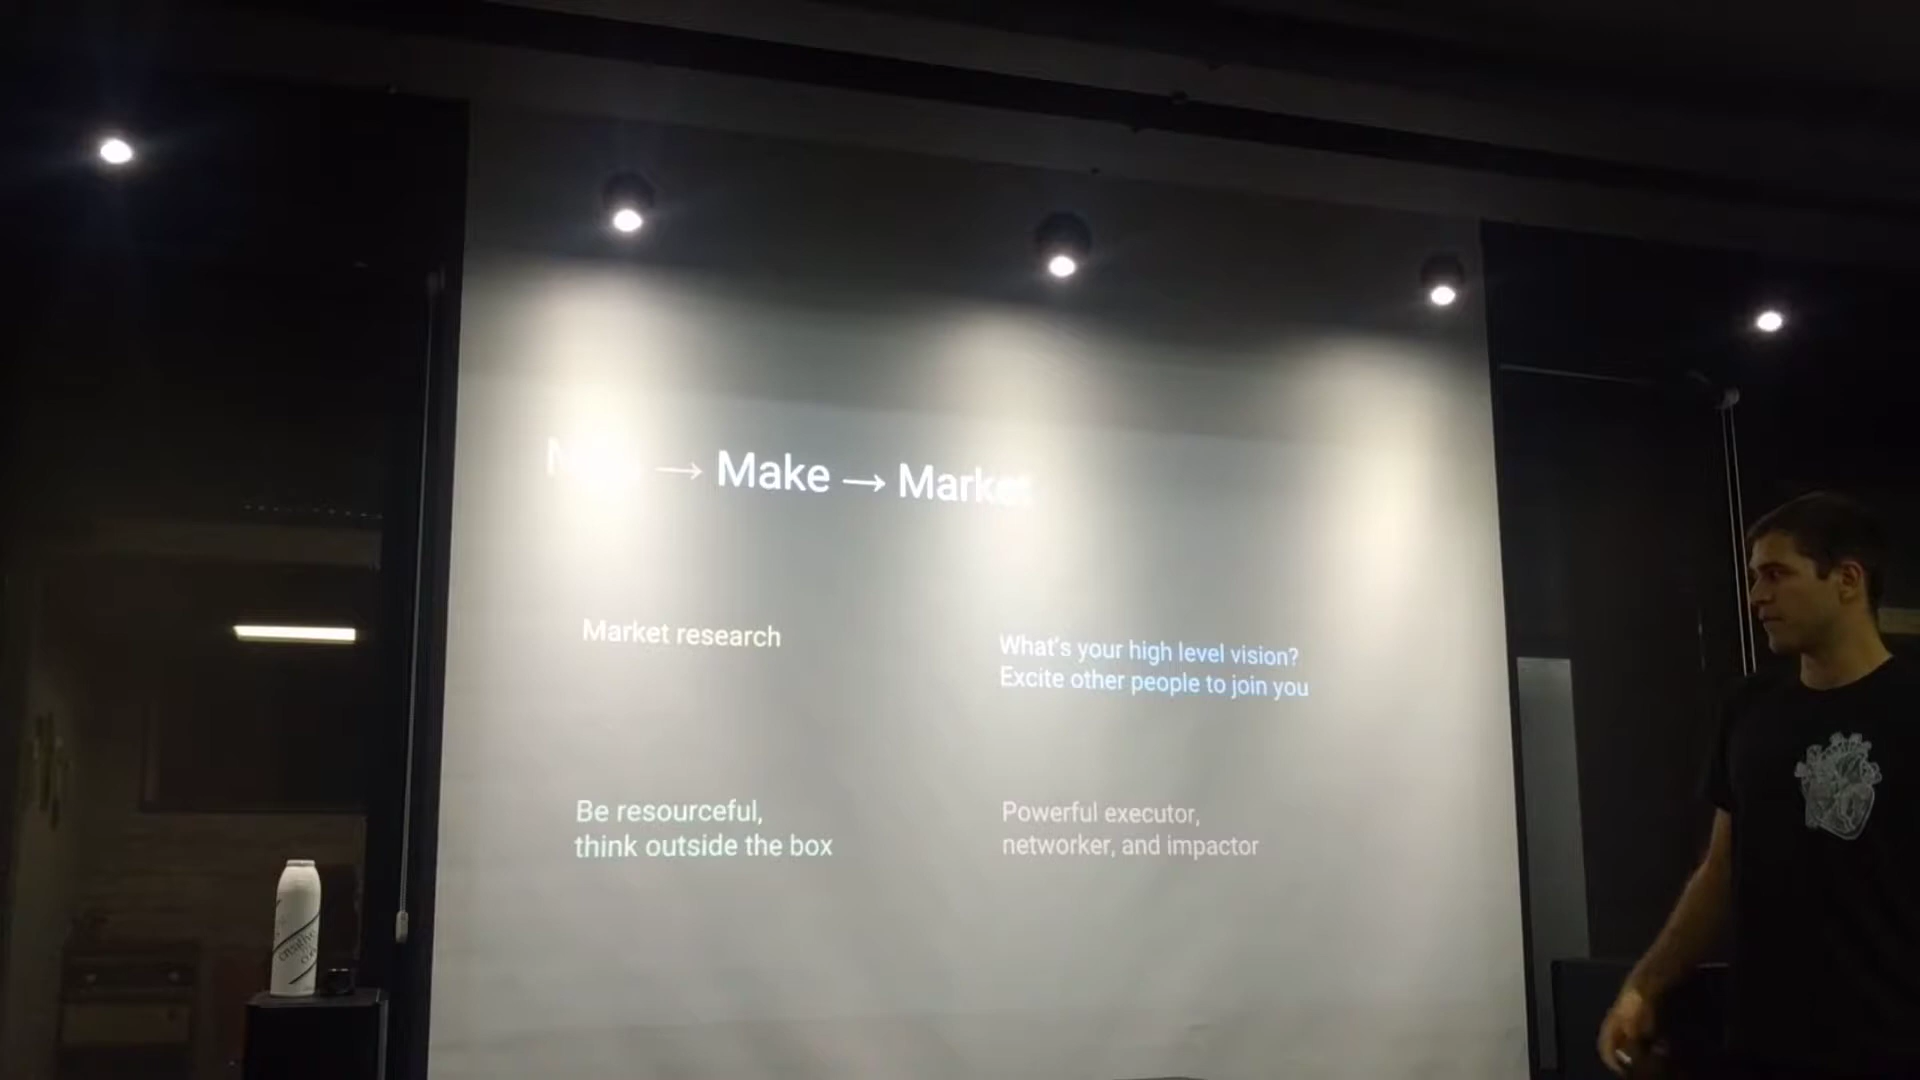 → Make → Market
Market research
What's your high level vision?
Excite other people to join you
Be resourceful,
think outside the box
Powerful executor,
networker, and impactor
creative